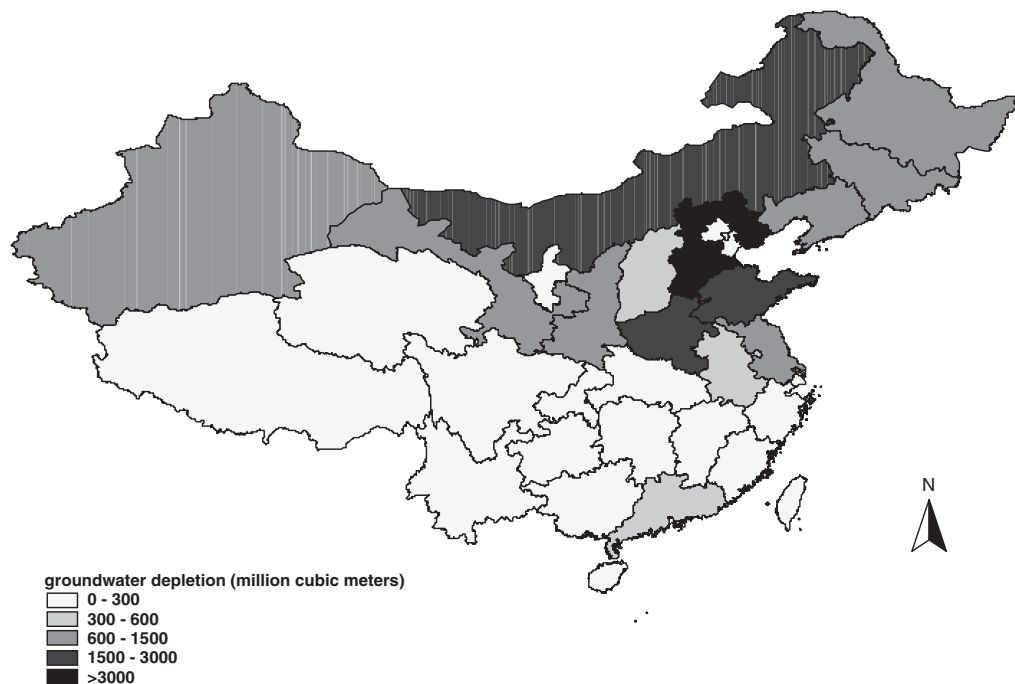 N
groundwater depletion (million cubic meters)
0 - 300
300 - 600
600 - 1500
1500 - 3000
>3000